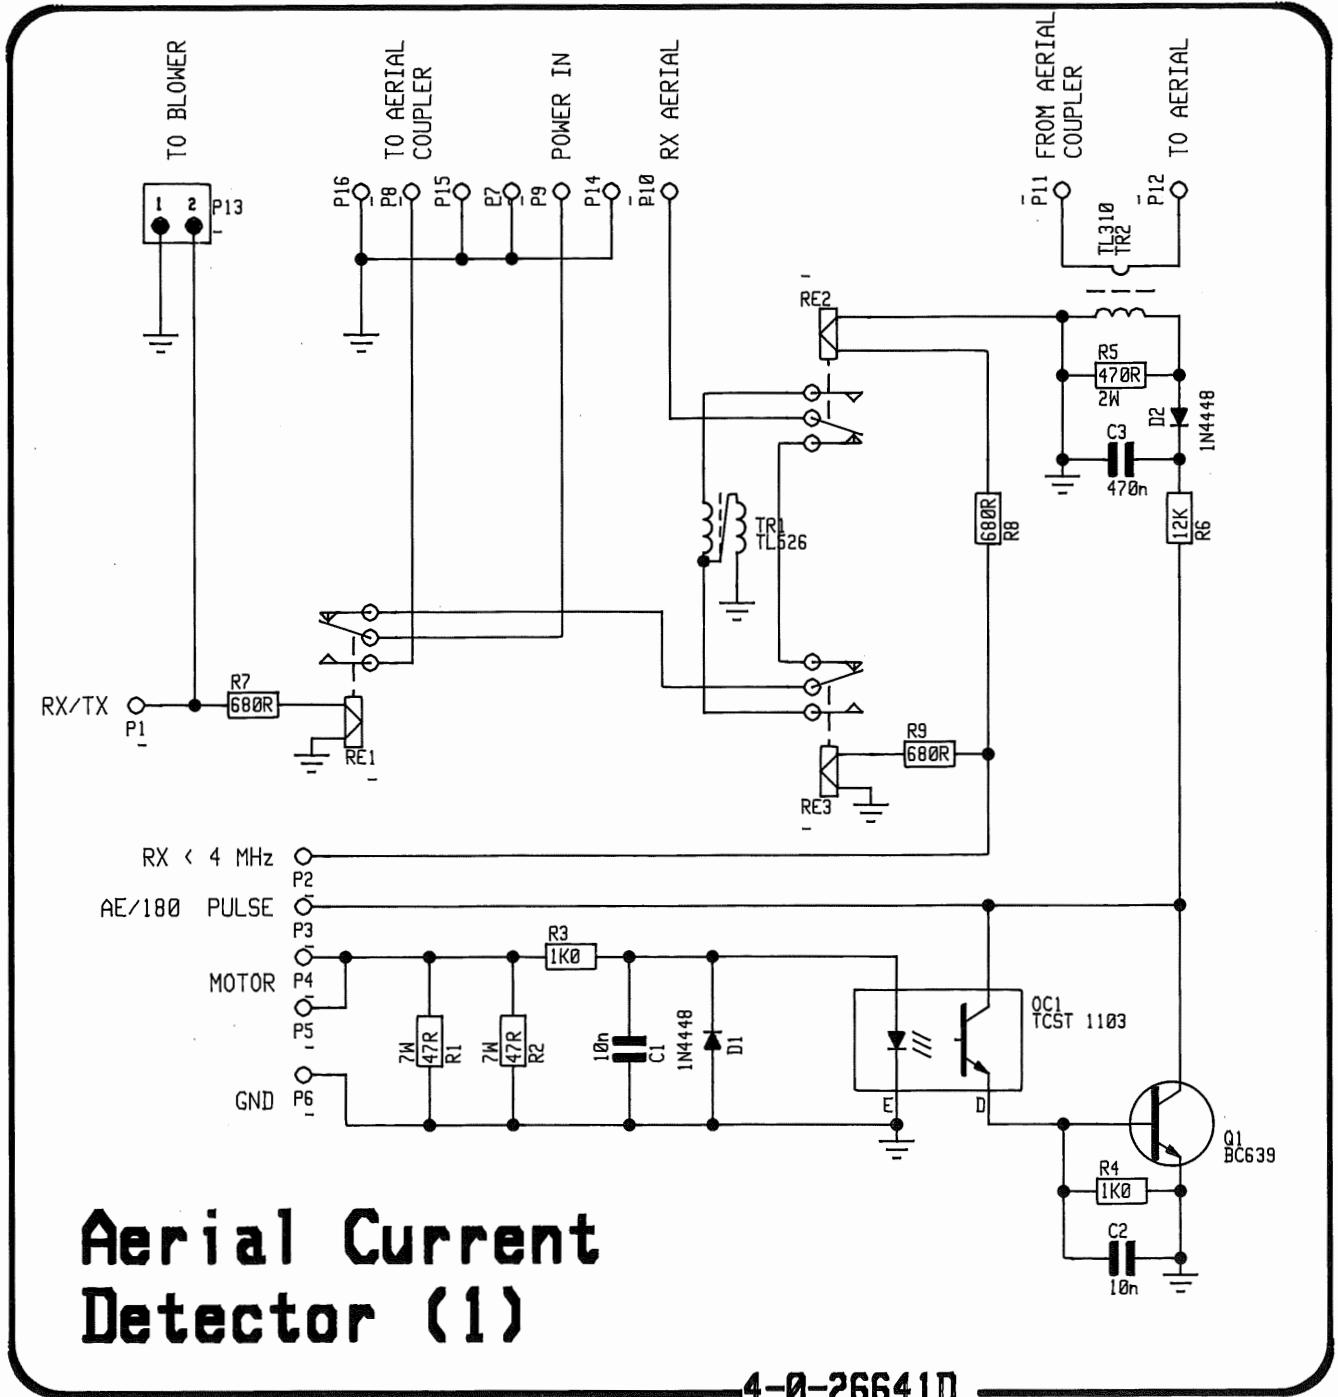 TO BLOWER
TO AERIAL
COUPLER
POWER IN
RX AERIAL
FROM AERIAL
COUPLER
TO AERIAL
1 2
P13
P16
P8
P15
P7
P9
P14
P10
P11
P12
TL310
TR2
RE2
R5
470R
2W
D2
1N4448
C3
470n
12K
R6
680R
R8
TR1
TL526
RX/TX
P1
R7
680R
RE1
R9
680R
RE3
RX < 4 MHz
P2
AE/180 PULSE
P3
MOTOR
P4
P5
GND
P6
R3
1K0
7W
47R
R1
7W
47R
R2
10n
C1
1N4448
D1
OC1
TCST 1103
E
D
Q1
BC639
R4
1K0
C2
10n
Aerial Current
Detector (1)
4-0-26641D